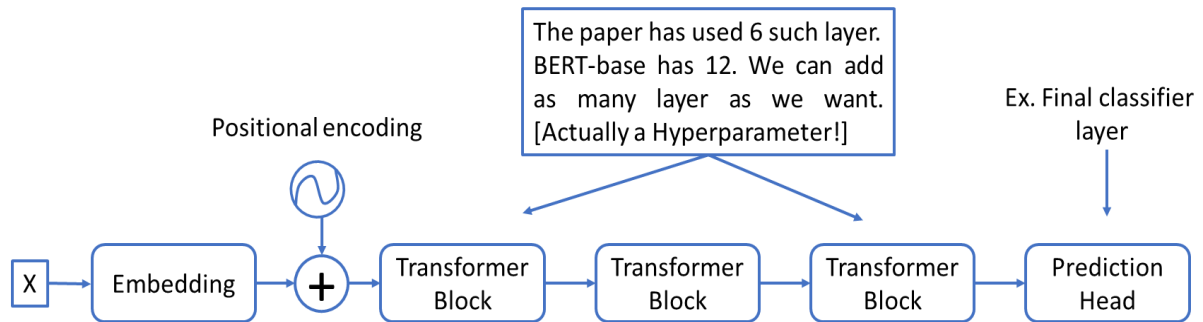 The paper has used 6 such layer.
BERT-base has 12. We can add
as many layer as we want.
[Actually a Hyperparameter!]
Ex. Final classifier
layer
Positional encoding
X
Embedding
+
Transformer
Block
Transformer
Block
Transformer
Block
Prediction
Head